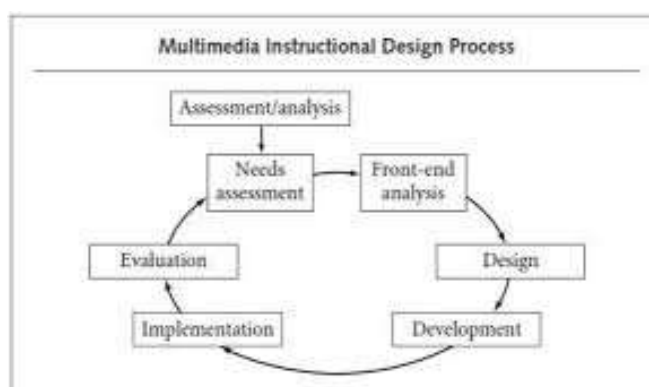 Multimedia Instructional Design Process
Assessment/analysis
Needs
assessment
Front-end
analysis
Evaluation
Design
Implementation
Development